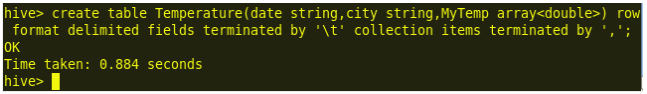 hive> create table Temperature(date string,city string,MyTemp array<double>) row
 format delimited fields terminated by '\t' collection items terminated by ',';
OK
Time taken: 0.884 seconds
hive>